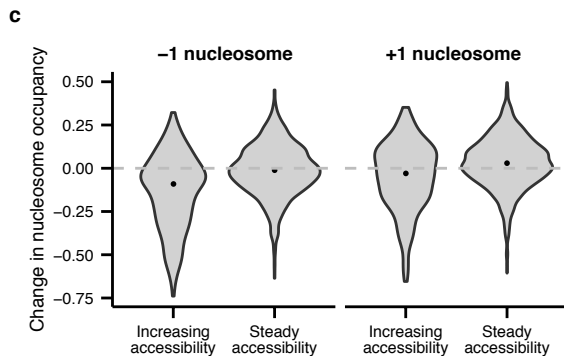 c
−1 nucleosome
+1 nucleosome
Change in nucleosome occupancy
0.50
0.25
0.00
−0.25
−0.50
−0.75
Increasing
accessibility
Steady
accessibility
Increasing
accessibility
Steady
accessibility